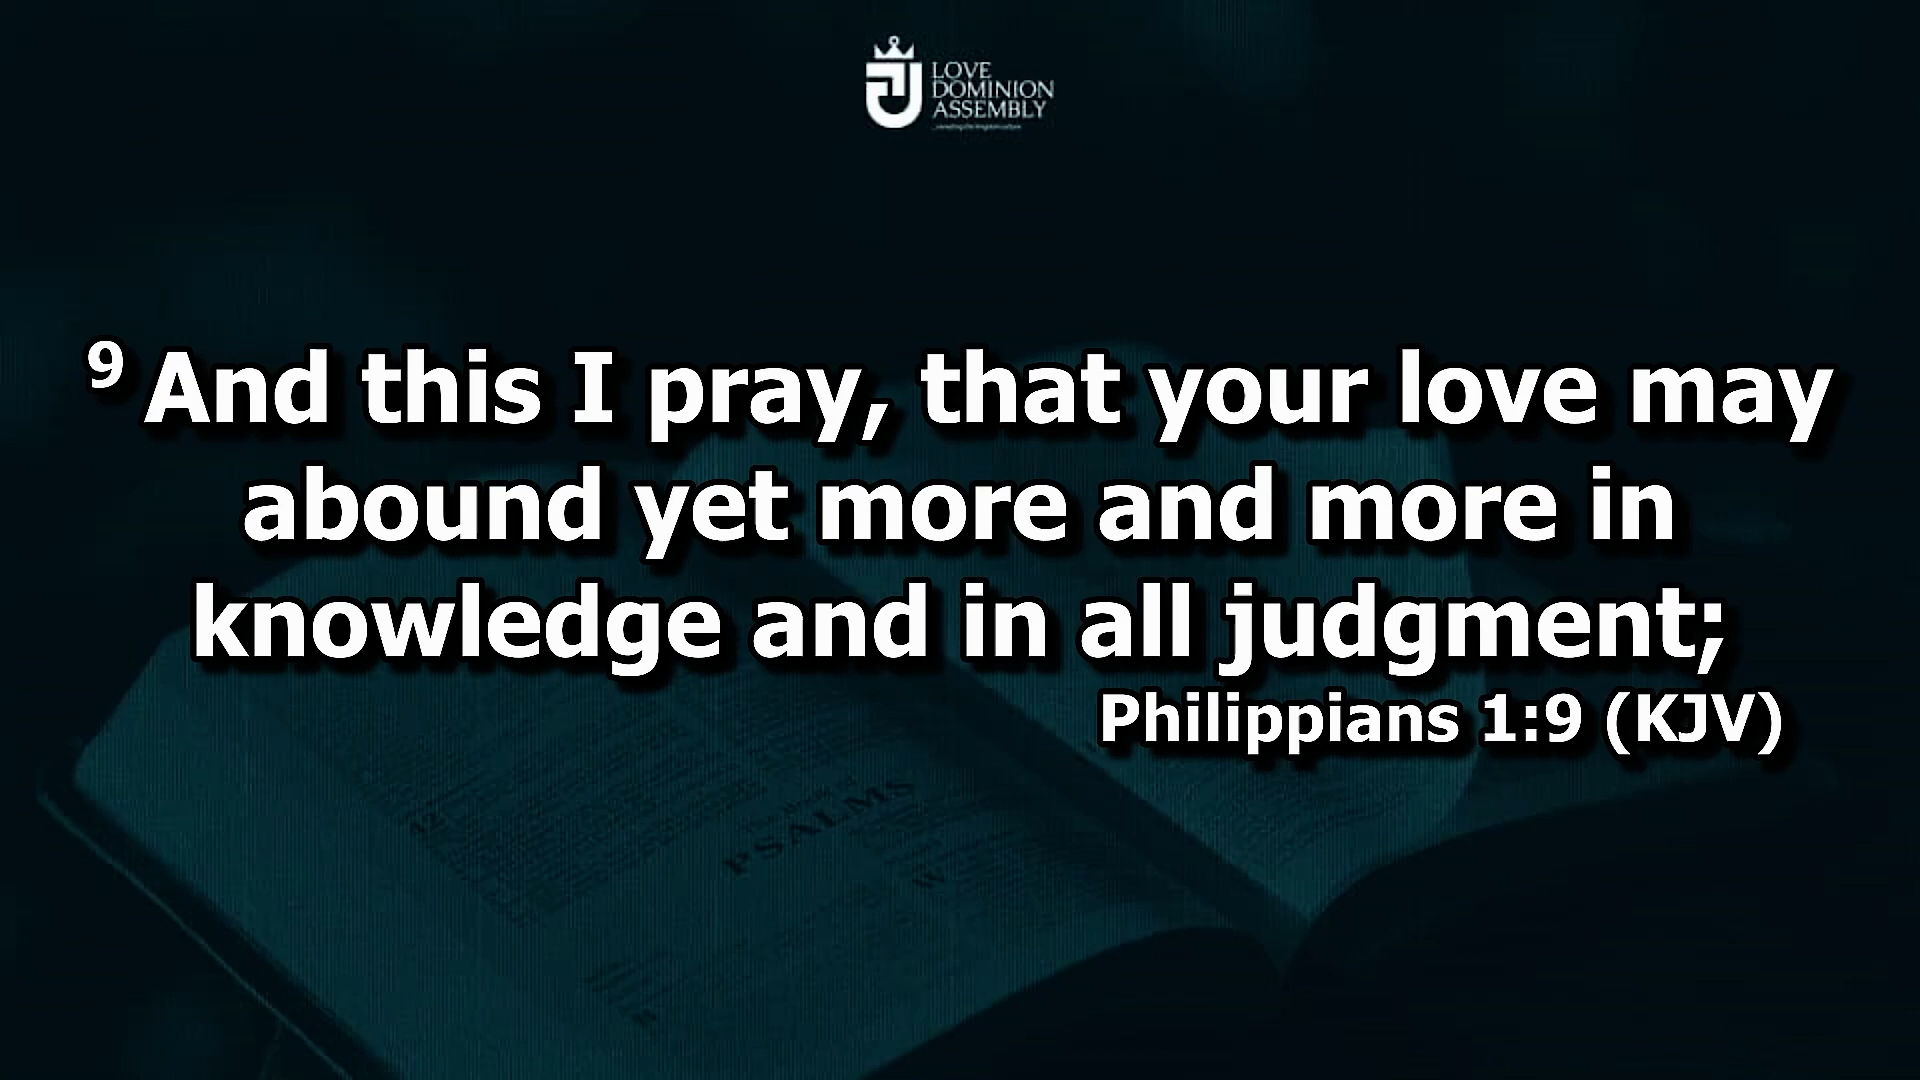 LOVE
DOMINION
ASSEMBLY
9 And this I pray, that your love may
abound yet more and more in
knowledge and in all judgment;
Philippians 1:9 (KJV)
PSALMS